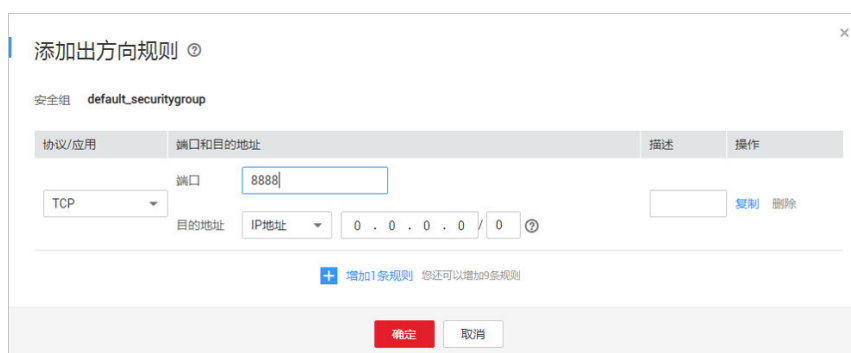 添加出方向规则 ?
×
安全组 default_securitygroup
协议/应用 端口和目的地址 描述 操作
端口 8888
TCP 复制 删除
目的地址 IP地址 0 . 0 . 0 . 0 / 0 ?
+ 增加1条规则 您还可以增加9条规则
确定 取消